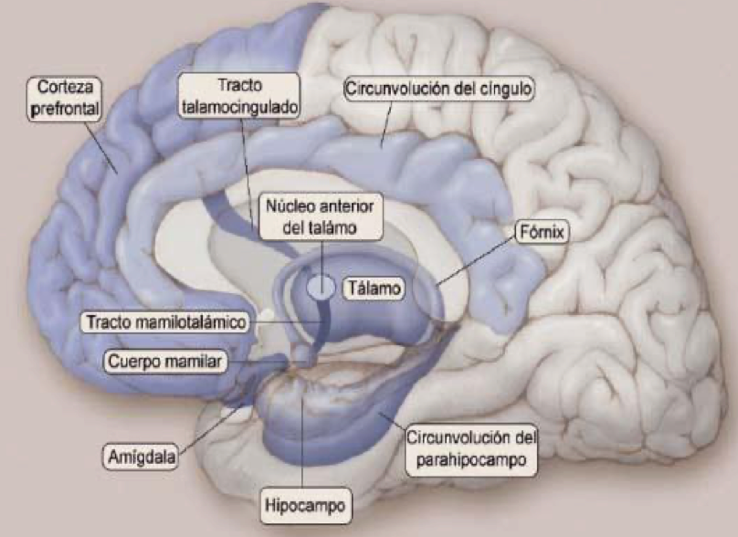 Corteza
prefrontal
Tracto
talamocingulado
Circunvolución del cíngulo
Núcleo anterior
del talámo
Fórnix
Tálamo
Tracto mamilotalámico
Cuerpo mamilar
Amígdala
Circunvolución del
parahipocampo
Hipocampo